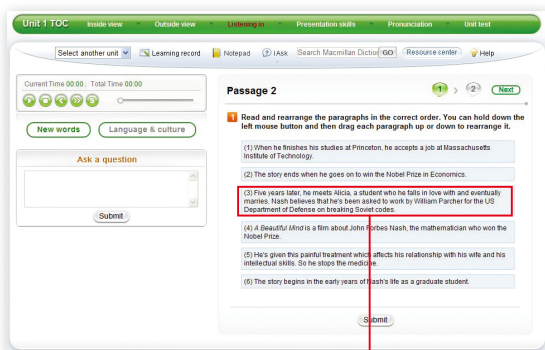 Unit 1 TOC Inside view Outside view Listening in Presentation skills Pronunciation Unit test
Select another unit Learning record Notepad IAsk Search Macmillan Diction GO Resource center Help
Current Time 00:00 . Total Time 00:00
New words Language & culture
Ask a question
Submit
Passage 2
1 2 Next
1 Read and rearrange the paragraphs in the correct order. You can hold down the
left mouse button and then drag each paragraph up or down to rearrange it.
(1) When he finishes his studies at Princeton, he accepts a job at Massachusetts
Institute of Technology.
(2) The story ends when he goes on to win the Nobel Prize in Economics.
(3) Five years later, he meets Alicia, a student who he falls in love with and eventually
marries. Nash believes that he's been asked to work by William Parcher for the US
Department of Defense on breaking Soviet codes.
(4) A Beautiful Mind is a film about John Forbes Nash, the mathematician who won the
Nobel Prize.
(5) He's given this painful treatment which affects his relationship with his wife and his
intellectual skills. So he stops the medicine.
(6) The story begins in the early years of Nash's life as a graduate student.
Submit